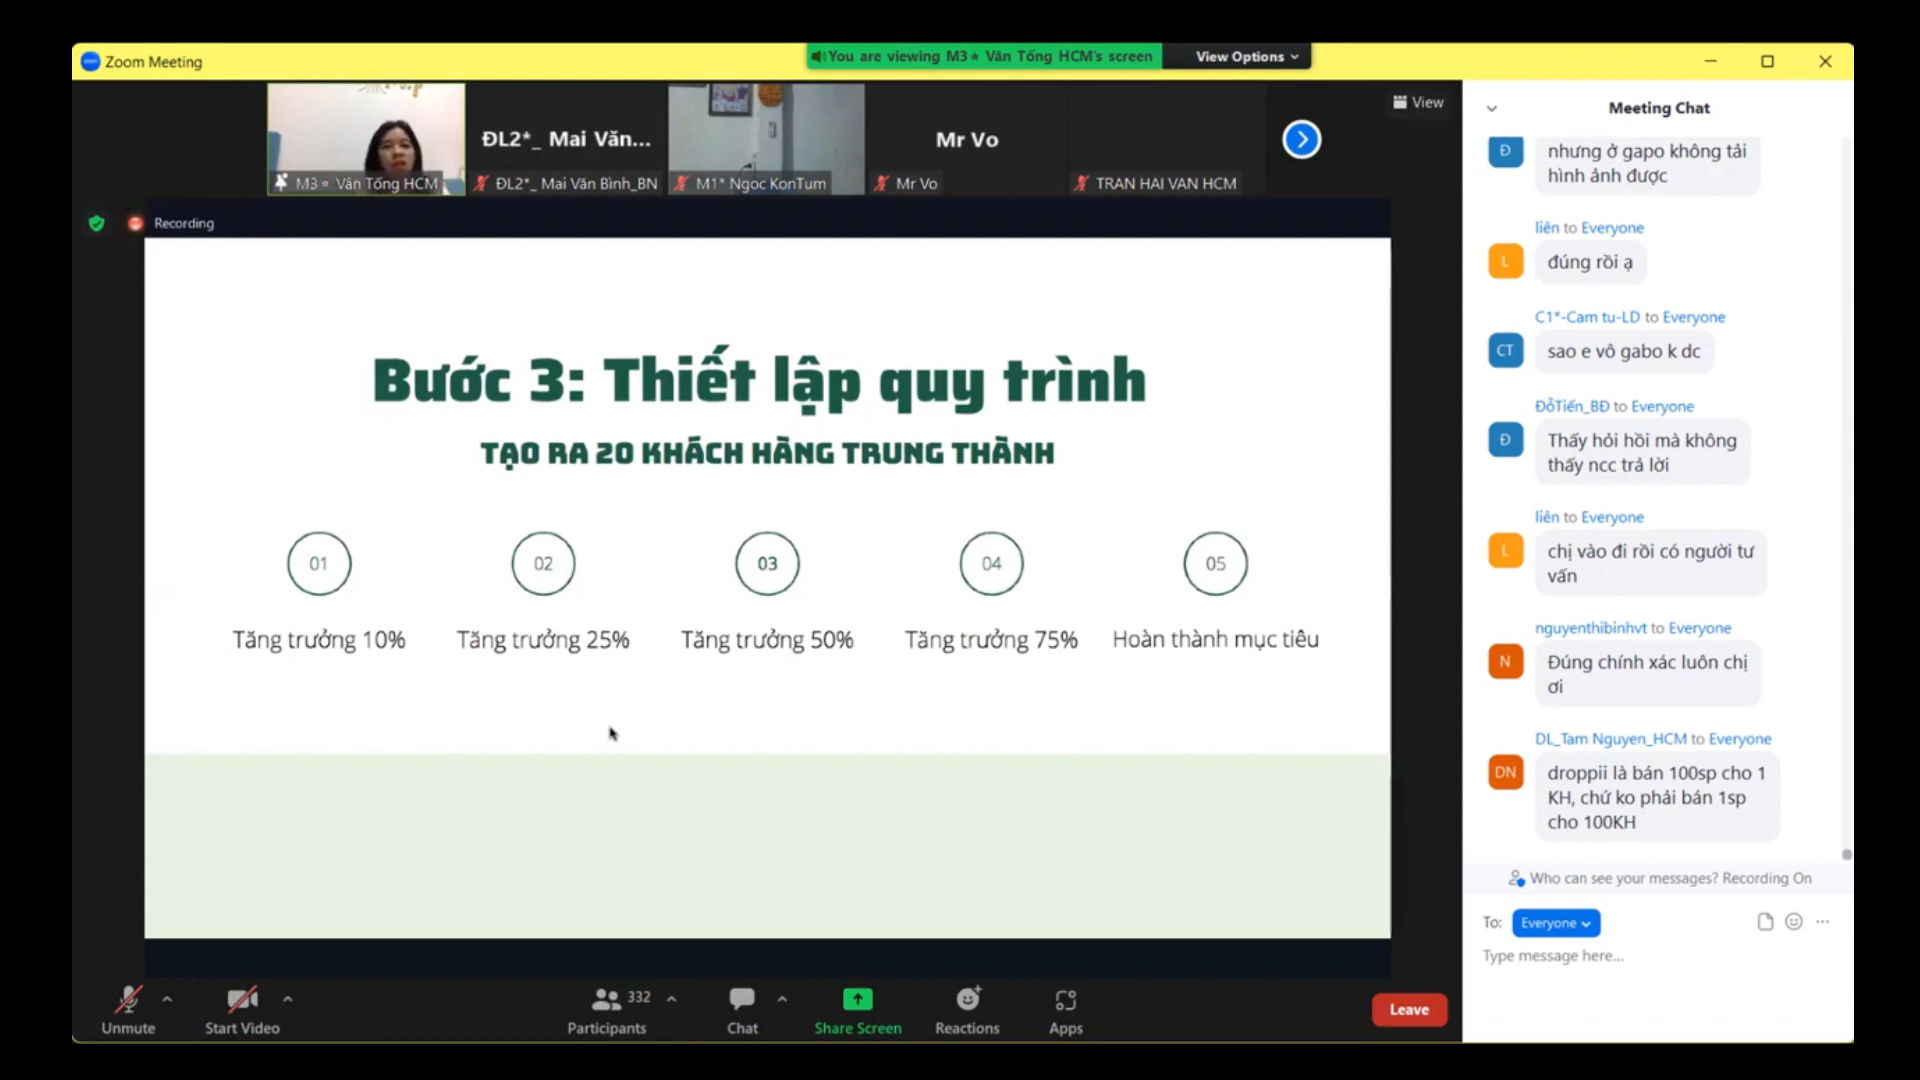 Zoom Meeting
You are viewing M3⭐ Vân Tống HCM's screen
View Options
View
ĐL2*_ Mai Văn...
Mr Vo
M3⭐ Vân Tống HCM
ĐL2*_ Mai Văn Bình_BN
M1* Ngoc KonTum
Mr Vo
TRAN HAI VAN HCM
Recording
Bước 3: Thiết lập quy trình
TẠO RA 20 KHÁCH HÀNG TRUNG THÀNH
01
02
03
04
05
Tăng trưởng 10%
Tăng trưởng 25%
Tăng trưởng 50%
Tăng trưởng 75%
Hoàn thành mục tiêu
Unmute
Start Video
332
Participants
Chat
Share Screen
Reactions
Apps
Leave
Meeting Chat
Đ
nhưng ở gapo không tải
hình ảnh được
liên to Everyone
L
đúng rồi ạ
C1*-Cam tu-LD to Everyone
CT
sao e vô gabo k dc
ĐỗTiến_BĐ to Everyone
Đ
Thấy hỏi hồi mà không
thấy ncc trả lời
liên to Everyone
L
chị vào đi rồi có người tư
vấn
nguyenthibinhvt to Everyone
N
Đúng chính xác luôn chị
ơi
DL_Tam Nguyen_HCM to Everyone
DN
droppii là bán 100sp cho 1
KH, chứ ko phải bán 1sp
cho 100KH
Who can see your messages? Recording On
To: Everyone
Type message here...